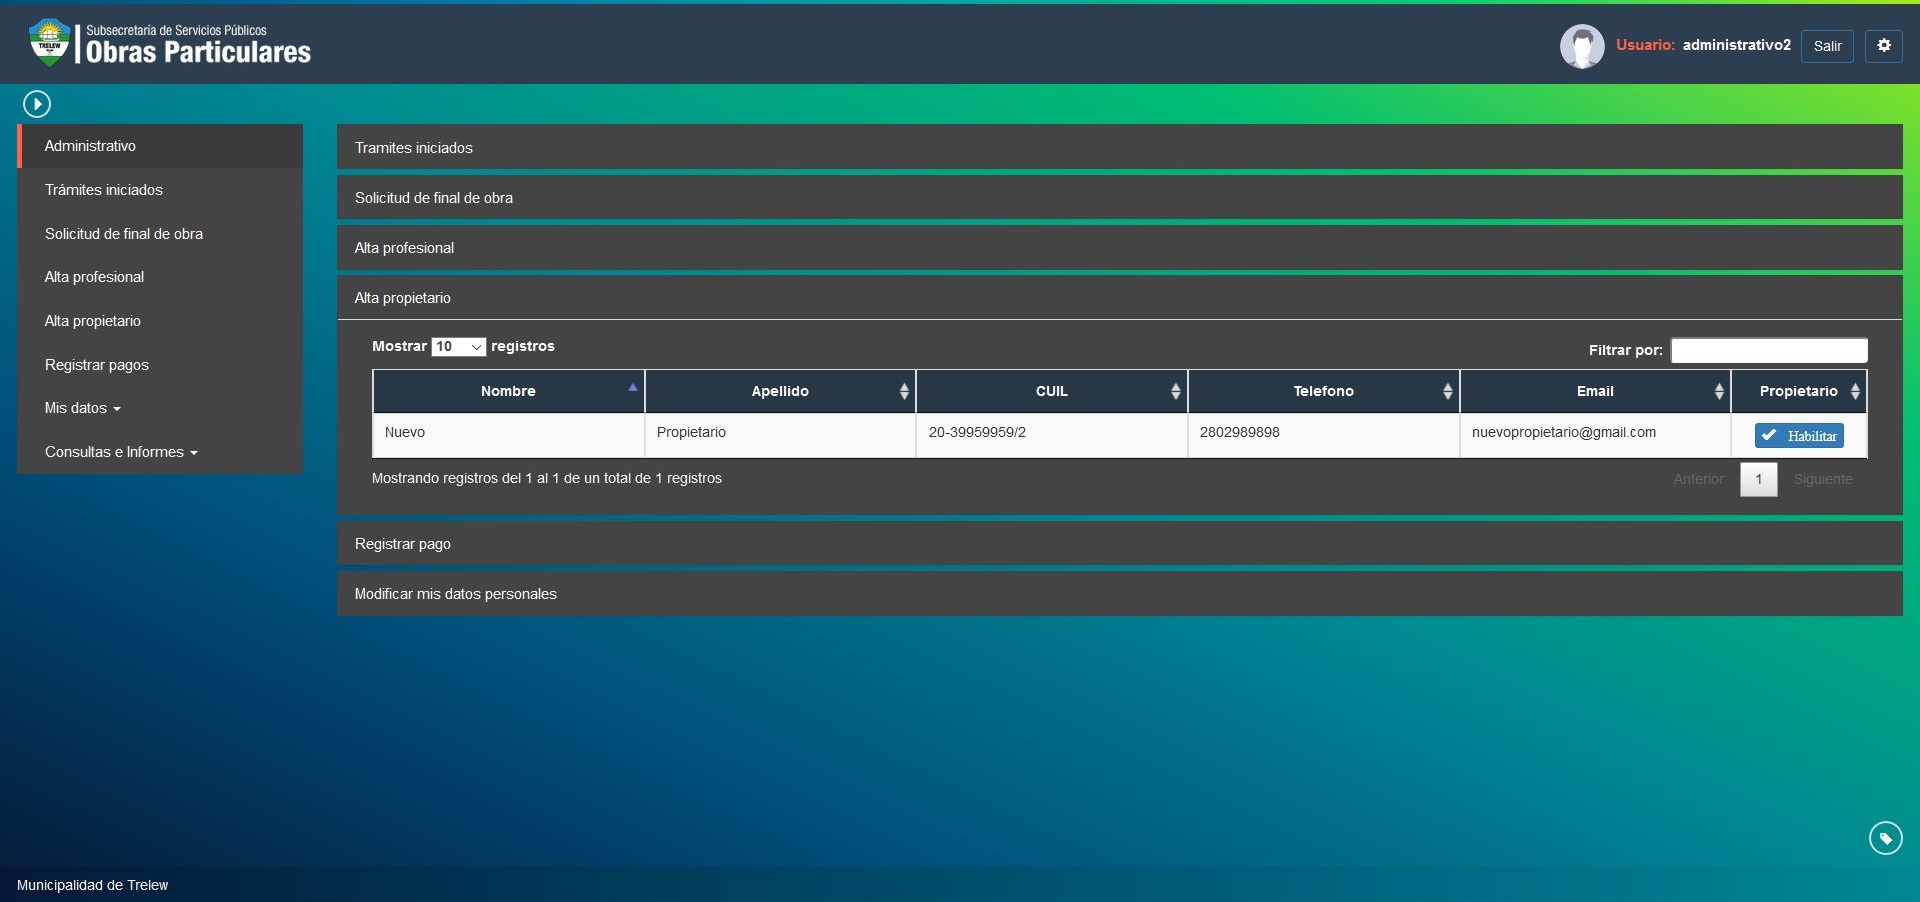 Subsecretaría de Servicios Públicos
Obras Particulares
TRELEW
Usuario: administrativo2 Salir
Administrativo
Trámites iniciados
Solicitud de final de obra
Alta profesional
Alta propietario
Registrar pagos
Mis datos
Consultas e Informes
Tramites iniciados
Solicitud de final de obra
Alta profesional
Alta propietario
Mostrar 10 registros Filtrar por:
Nombre Apellido CUIL Telefono Email Propietario
Nuevo Propietario 20-39959959/2 2802989898 nuevopropietario@gmail.com Habilitar
Mostrando registros del 1 al 1 de un total de 1 registros Anterior 1 Siguiente
Registrar pago
Modificar mis datos personales
Municipalidad de Trelew